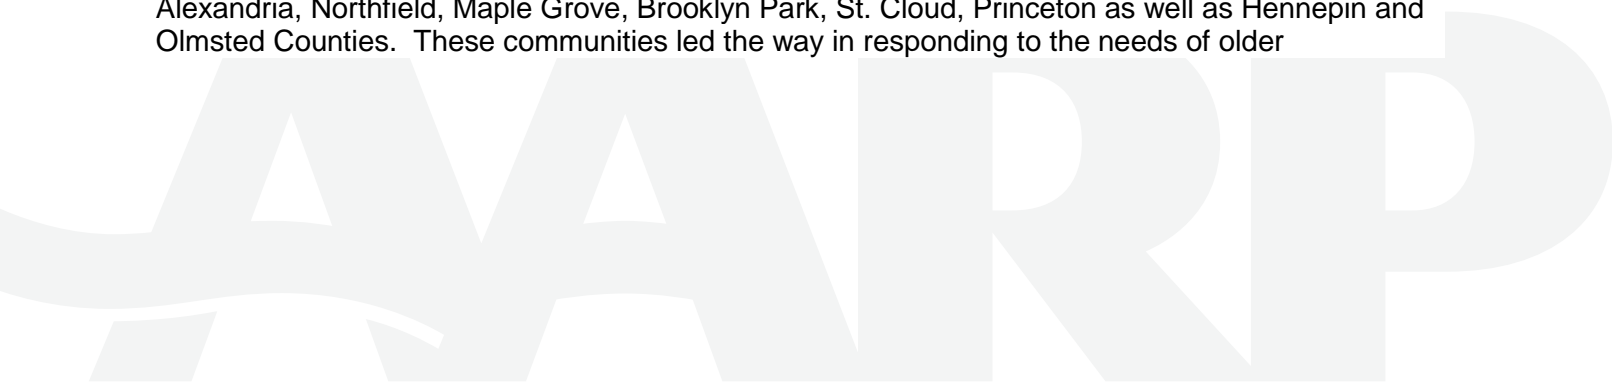 Alexandria, Northfield, Maple Grove, Brooklyn Park, St. Cloud, Princeton as well as Hennepin and
Olmsted Counties.  These communities led the way in responding to the needs of older
AARP